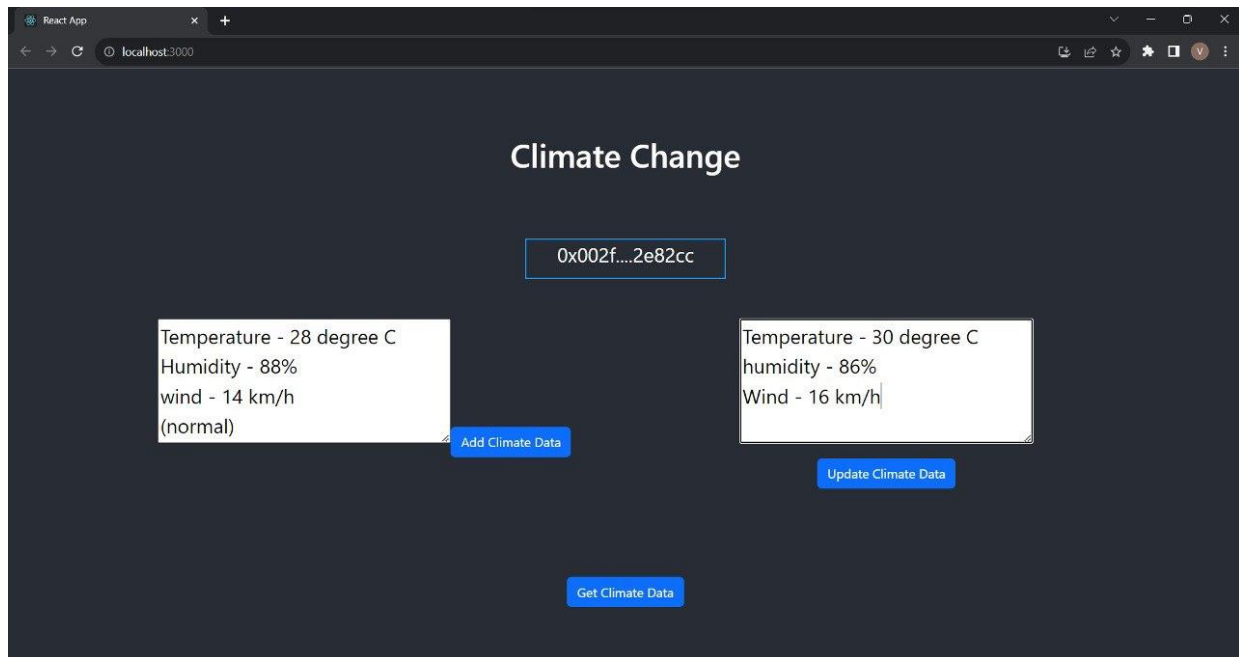 React App
localhost:3000
V
Climate Change
0x002f....2e82cc
Temperature - 28 degree C
Humidity - 88%
wind - 14 km/h
(normal)
Add Climate Data
Temperature - 30 degree C
humidity - 86%
Wind - 16 km/h
Update Climate Data
Get Climate Data